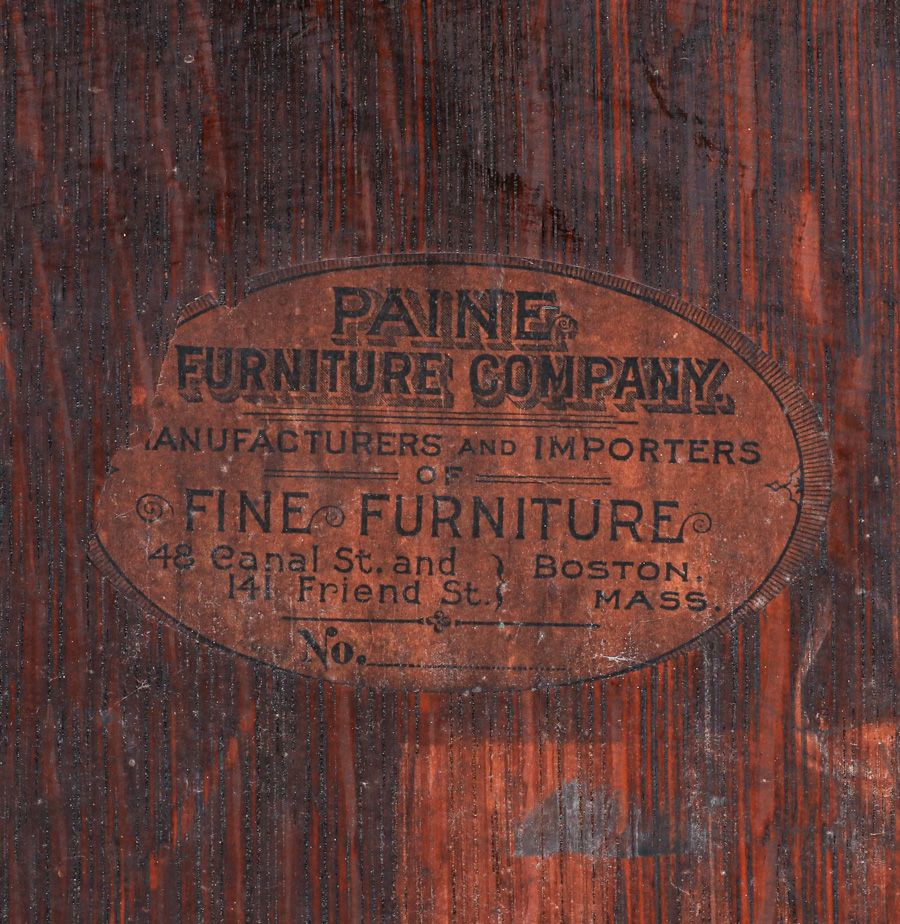 PAINE
FURNITURE COMPANY.
MANUFACTURERS AND IMPORTERS
OF
FINE FURNITURE
48 Canal St. and
141 Friend St. } BOSTON.
MASS.
No.